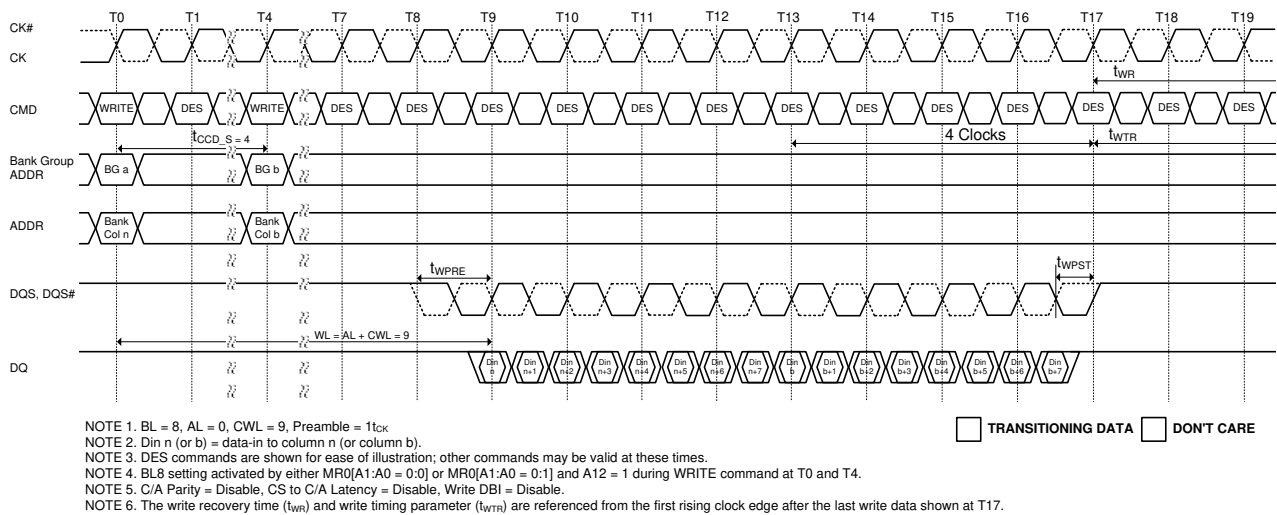 T0 T1 T4 T7 T8 T9 T10 T11 T12 T13 T14 T15 T16 T17 T18 T19
CK#
CK
tWR
CMD
WRITE DES WRITE DES DES DES DES DES DES DES DES DES DES DES DES DES
tCCD_S = 4
4 Clocks
tWTR
Bank Group
ADDR
BG a BG b
ADDR
Bank
Col n
Bank
Col b
tWPRE
tWPST
DQS, DQS#
WL = AL + CWL = 9
DQ
Din
n
Din
n+1
Din
n+2
Din
n+3
Din
n+4
Din
n+5
Din
n+6
Din
n+7
Din
b
Din
b+1
Din
b+2
Din
b+3
Din
b+4
Din
b+5
Din
b+6
Din
b+7
NOTE 1. BL = 8, AL = 0, CWL = 9, Preamble = 1tCK
NOTE 2. Din n (or b) = data-in to column n (or column b).
NOTE 3. DES commands are shown for ease of illustration; other commands may be valid at these times.
NOTE 4. BL8 setting activated by either MR0[A1:A0 = 0:0] or MR0[A1:A0 = 0:1] and A12 = 1 during WRITE command at T0 and T4.
NOTE 5. C/A Parity = Disable, CS to C/A Latency = Disable, Write DBI = Disable.
NOTE 6. The write recovery time (tWR) and write timing parameter (tWTR) are referenced from the first rising clock edge after the last write data shown at T17.
TRANSITIONING DATA
DON'T CARE